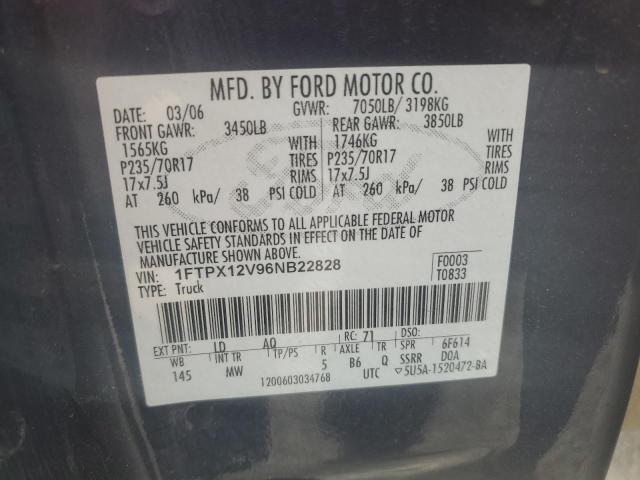 MFD. BY FORD MOTOR CO.
DATE: 03/06 GVWR: 7050LB/ 3198KG
FRONT GAWR: 3450LB REAR GAWR: 3850LB
1565KG WITH 1746KG WITH
P235/70R17 TIRES P235/70R17 TIRES
17x7.5J RIMS 17x7.5J RIMS
AT 260 kPa/ 38 PSI COLD AT 260 kPa/ 38 PSI COLD
THIS VEHICLE CONFORMS TO ALL APPLICABLE FEDERAL MOTOR
VEHICLE SAFETY STANDARDS IN EFFECT ON THE DATE OF
MANUFACTURE SHOWN ABOVE.
VIN: 1FTPX12V96NB22828 F0003
TYPE: Truck T0833
EXT PNT: LD AQ RC: 71 DSO:
WB INT TR TP/PS R AXLE TR SPR 6F614
145 MW 5 B6 Q SSRR DOA
1200603034768 UTC ▽5U5A-1520472-BA